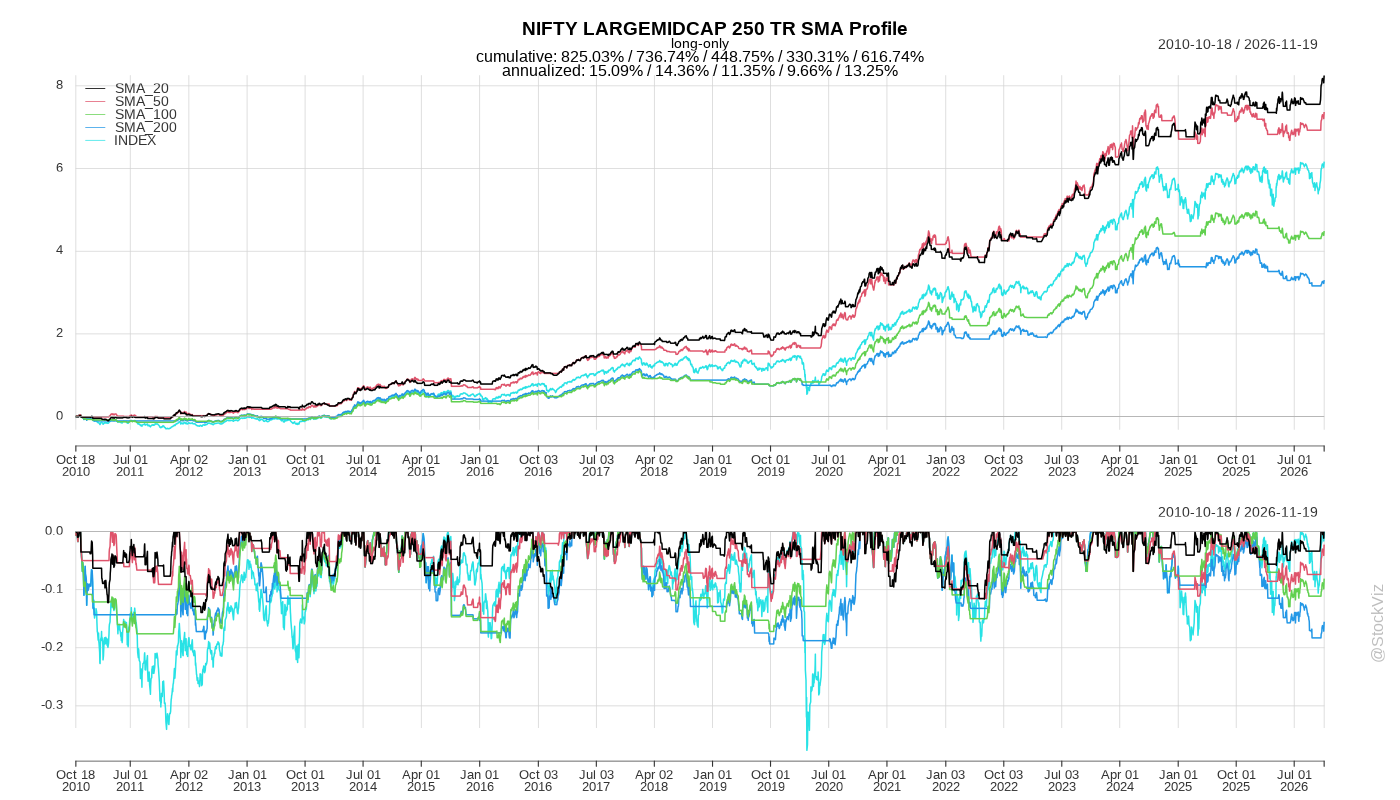 NIFTY LARGEMIDCAP 250 TR SMA Profile
long-only
cumulative: 825.03% / 736.74% / 448.75% / 330.31% / 616.74%
annualized: 15.09% / 14.36% / 11.35% / 9.66% / 13.25%
2010-10-18 / 2026-11-19
SMA_20
SMA_50
SMA_100
SMA_200
INDEX
8
6
4
2
0
Oct 18 Jul 01 Apr 02 Jan 01 Oct 01 Jul 01 Apr 01 Jan 01 Oct 03 Jul 03 Apr 02 Jan 01 Oct 01 Jul 01 Apr 01 Jan 03 Oct 03 Jul 03 Apr 01 Jan 01 Oct 01 Jul 01
2010 2011 2012 2013 2013 2014 2015 2016 2016 2017 2018 2019 2019 2020 2021 2022 2022 2023 2024 2025 2025 2026
2010-10-18 / 2026-11-19
0.0
-0.1
-0.2
-0.3
Oct 18 Jul 01 Apr 02 Jan 01 Oct 01 Jul 01 Apr 01 Jan 01 Oct 03 Jul 03 Apr 02 Jan 01 Oct 01 Jul 01 Apr 01 Jan 03 Oct 03 Jul 03 Apr 01 Jan 01 Oct 01 Jul 01
2010 2011 2012 2013 2013 2014 2015 2016 2016 2017 2018 2019 2019 2020 2021 2022 2022 2023 2024 2025 2025 2026
@StockViz